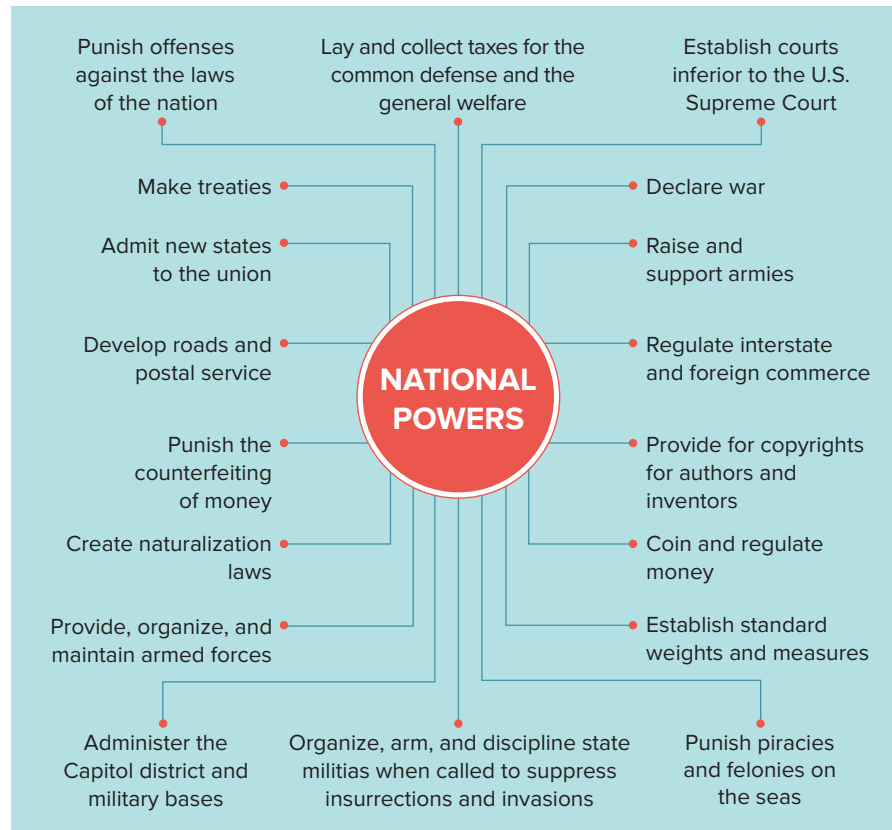 Punish offenses
against the laws
of the nation
Lay and collect taxes for the
common defense and the
general welfare
Establish courts
inferior to the U.S.
Supreme Court
Make treaties
Declare war
Admit new states
to the union
Raise and
support armies
Develop roads and
postal service
Regulate interstate
and foreign commerce
NATIONAL
POWERS
Punish the
counterfeiting
of money
Provide for copyrights
for authors and
inventors
Create naturalization
laws
Coin and regulate
money
Provide, organize, and
maintain armed forces
Establish standard
weights and measures
Administer the
Capitol district and
military bases
Organize, arm, and discipline state
militias when called to suppress
insurrections and invasions
Punish piracies
and felonies on
the seas